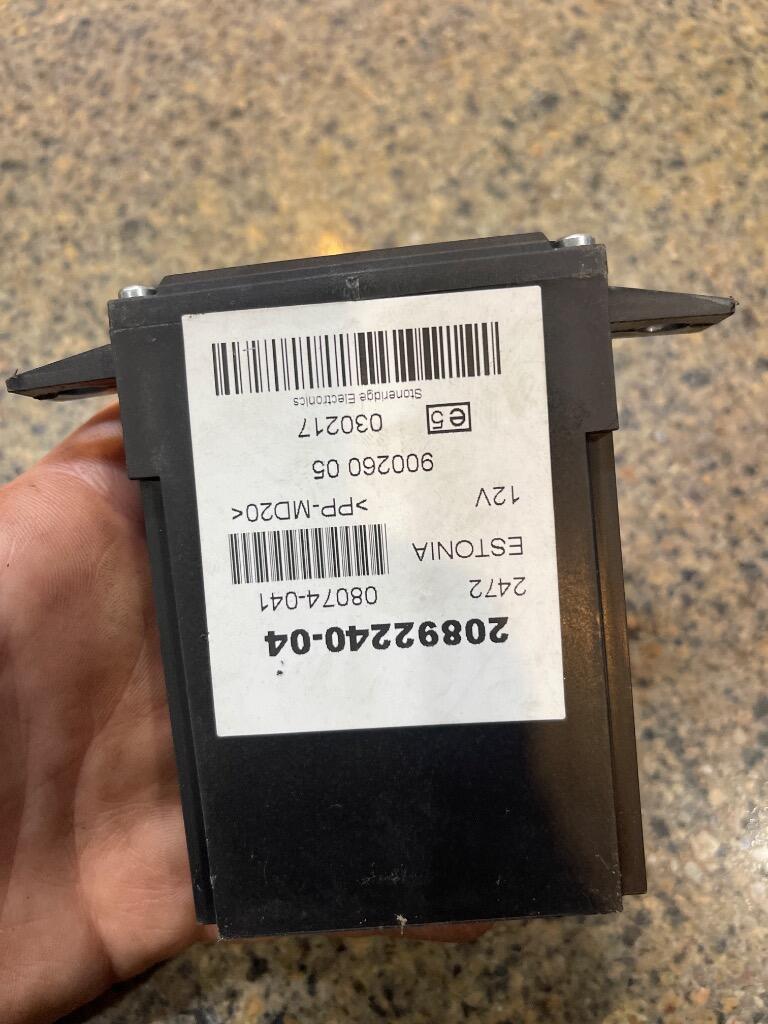 20892240-04
2472 08074-041
ESTONIA
12V >PP-MD20<
900260 05
e5 030217
Stoneridge Electronics